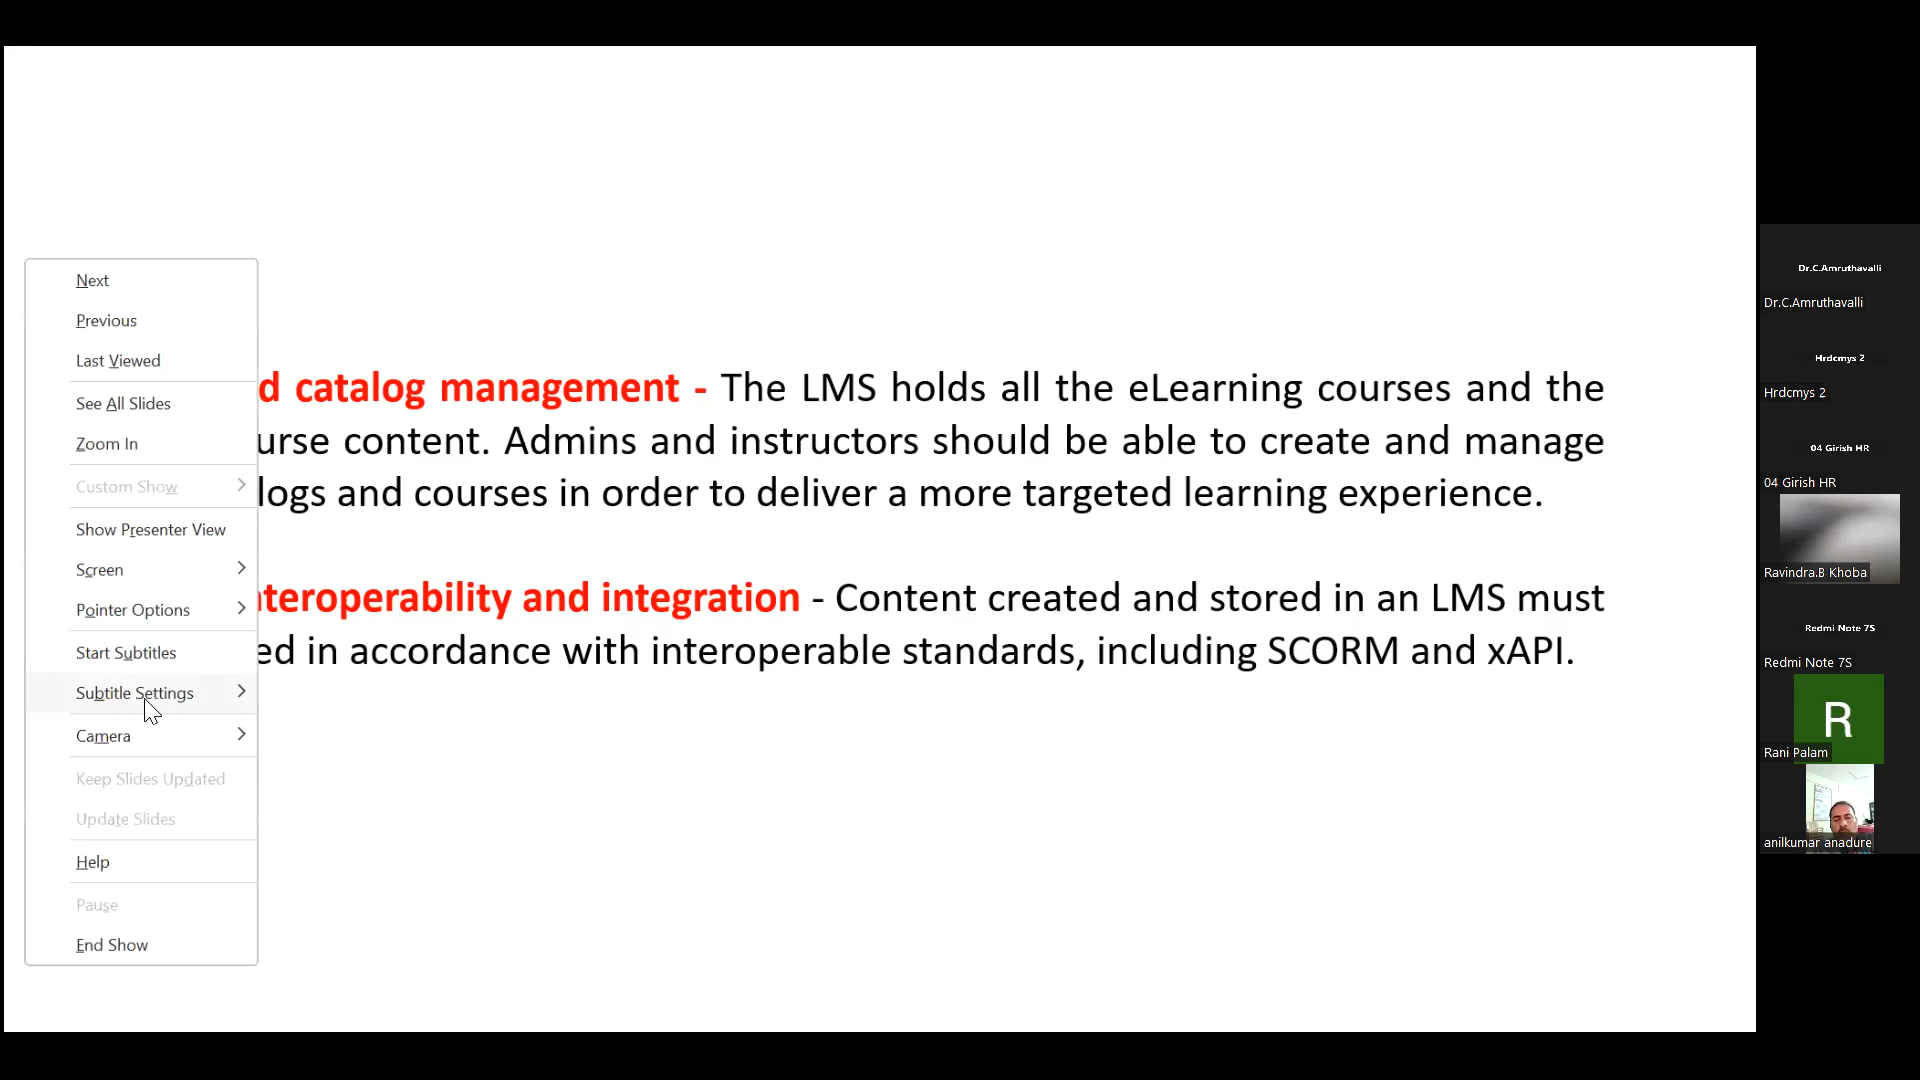 Next
Previous
Last Viewed
See All Slides
Zoom In
Custom Show
Show Presenter View
Screen
Pointer Options
Start Subtitles
Subtitle Settings
Camera
Keep Slides Updated
Update Slides
Help
Pause
End Show
d catalog management - The LMS holds all the eLearning courses and the
urse content. Admins and instructors should be able to create and manage
logs and courses in order to deliver a more targeted learning experience.
nteroperability and integration - Content created and stored in an LMS must
ed in accordance with interoperable standards, including SCORM and xAPI.
Dr.C.Amruthavalli
Dr.C.Amruthavalli
Hrdcmys 2
Hrdcmys 2
04 Girish HR
04 Girish HR
Ravindra.B Khoba
Redmi Note 7S
Redmi Note 7S
R
Rani Palam
anilkumar anadure